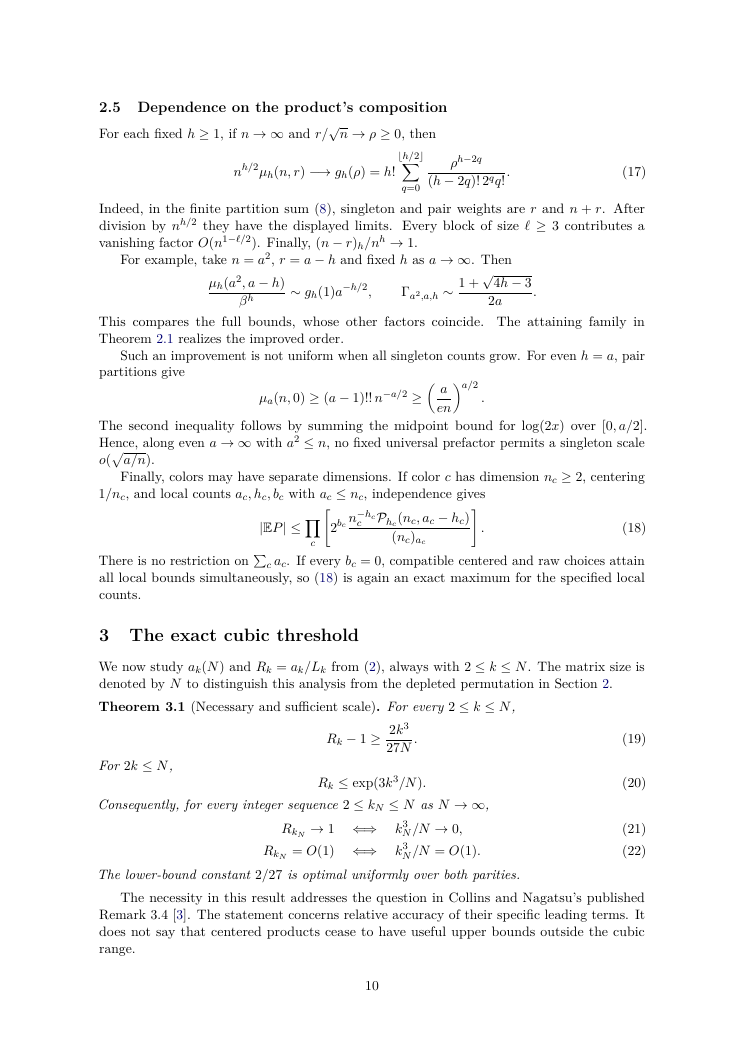 2.5 Dependence on the product's composition
For each fixed h ≥ 1, if n → ∞ and r/√n → ρ ≥ 0, then
n^{h/2} μ_h(n, r) ⟶ g_h(ρ) = h! ∑_{q=0}^{⌊h/2⌋} ρ^{h−2q} / ((h − 2q)! 2^q q!). (17)
Indeed, in the finite partition sum (8), singleton and pair weights are r and n + r. After
division by n^{h/2} they have the displayed limits. Every block of size ℓ ≥ 3 contributes a
vanishing factor O(n^{1−ℓ/2}). Finally, (n − r)_h/n^h → 1.
For example, take n = a², r = a − h and fixed h as a → ∞. Then
μ_h(a², a − h) / β^h ∼ g_h(1)a^{−h/2}, Γ_{a²,a,h} ∼ (1 + √(4h − 3)) / 2a.
This compares the full bounds, whose other factors coincide. The attaining family in
Theorem 2.1 realizes the improved order.
Such an improvement is not uniform when all singleton counts grow. For even h = a, pair
partitions give
μ_a(n, 0) ≥ (a − 1)!! n^{−a/2} ≥ (a / en)^{a/2}.
The second inequality follows by summing the midpoint bound for log(2x) over [0, a/2].
Hence, along even a → ∞ with a² ≤ n, no fixed universal prefactor permits a singleton scale
o(√(a/n)).
Finally, colors may have separate dimensions. If color c has dimension n_c ≥ 2, centering
1/n_c, and local counts a_c, h_c, b_c with a_c ≤ n_c, independence gives
|𝔼P| ≤ ∏_c [2^{b_c} n_c^{−h_c} 𝒫_{h_c}(n_c, a_c − h_c) / (n_c)_{a_c}]. (18)
There is no restriction on ∑_c a_c. If every b_c = 0, compatible centered and raw choices attain
all local bounds simultaneously, so (18) is again an exact maximum for the specified local
counts.
3 The exact cubic threshold
We now study a_k(N) and R_k = a_k/L_k from (2), always with 2 ≤ k ≤ N. The matrix size is
denoted by N to distinguish this analysis from the depleted permutation in Section 2.
Theorem 3.1 (Necessary and sufficient scale). For every 2 ≤ k ≤ N,
R_k − 1 ≥ 2k³ / 27N. (19)
For 2k ≤ N,
R_k ≤ exp(3k³/N). (20)
Consequently, for every integer sequence 2 ≤ k_N ≤ N as N → ∞,
R_{k_N} → 1 ⟺ k_N³/N → 0, (21)
R_{k_N} = O(1) ⟺ k_N³/N = O(1). (22)
The lower-bound constant 2/27 is optimal uniformly over both parities.
The necessity in this result addresses the question in Collins and Nagatsu's published
Remark 3.4 [3]. The statement concerns relative accuracy of their specific leading terms. It
does not say that centered products cease to have useful upper bounds outside the cubic
range.
10